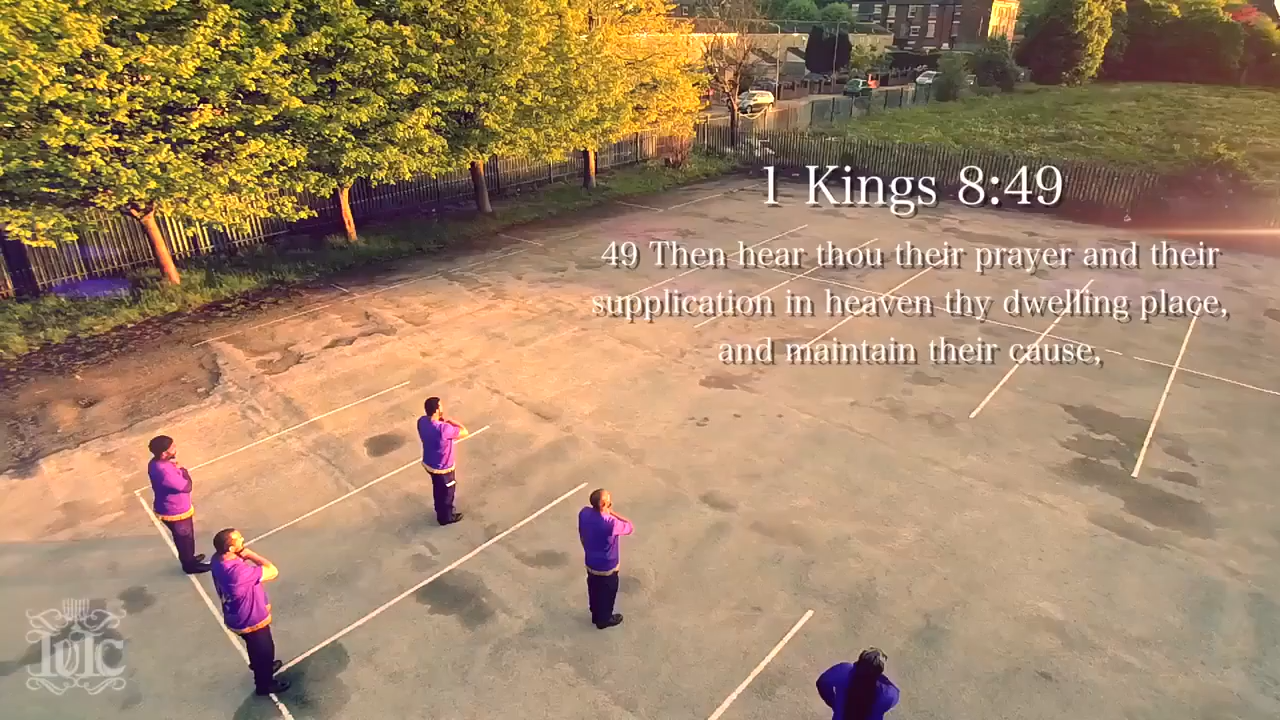 1 Kings 8:49
49 Then hear thou their prayer and their
supplication in heaven thy dwelling place,
and maintain their cause,
IUIC